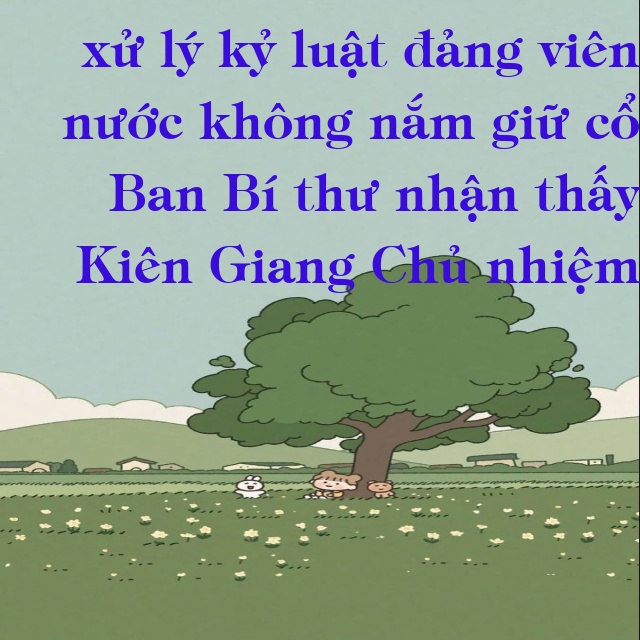 xử lý kỷ luật đảng viên
nước không nắm giữ cổ
Ban Bí thư nhận thấy
Kiên Giang Chủ nhiệm